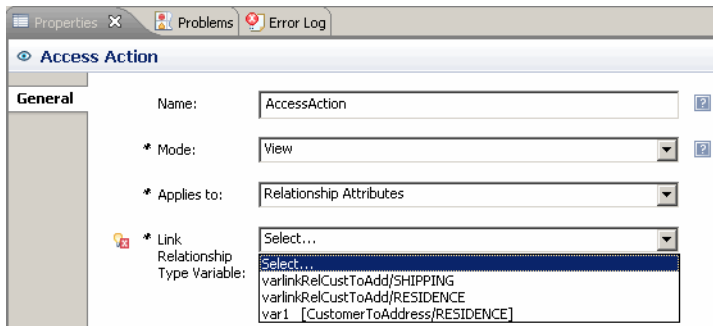 Properties Problems Error Log
Access Action
General
Name: AccessAction
* Mode: View
* Applies to: Relationship Attributes
* Link Relationship Type Variable: Select...
Select...
varlinkRelCustToAdd/SHIPPING
varlinkRelCustToAdd/RESIDENCE
var1 [CustomerToAddress/RESIDENCE]